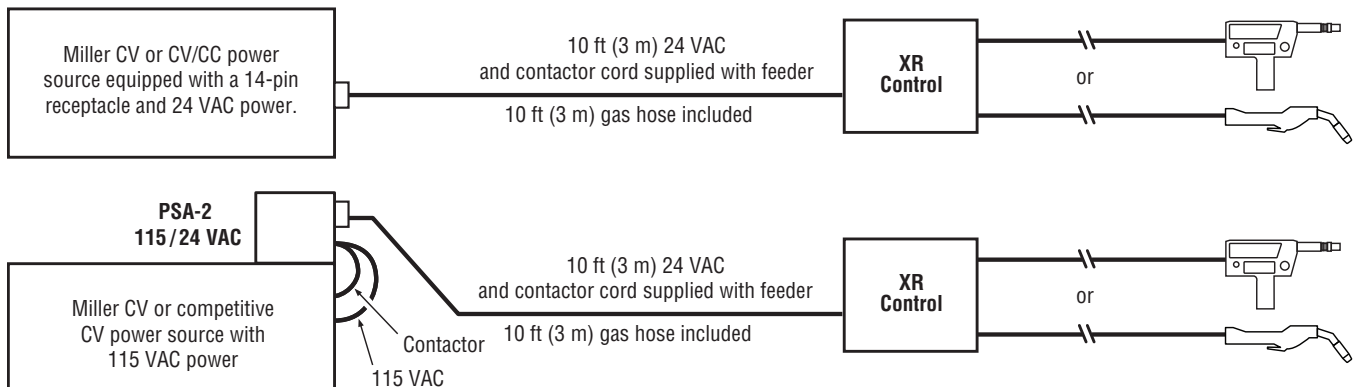 Miller CV or CV/CC power
source equipped with a 14-pin
receptacle and 24 VAC power.
10 ft (3 m) 24 VAC
and contactor cord supplied with feeder
10 ft (3 m) gas hose included
XR
Control
or
PSA-2
115/24 VAC
Miller CV or competitive
CV power source with
115 VAC power
Contactor
115 VAC
10 ft (3 m) 24 VAC
and contactor cord supplied with feeder
10 ft (3 m) gas hose included
XR
Control
or